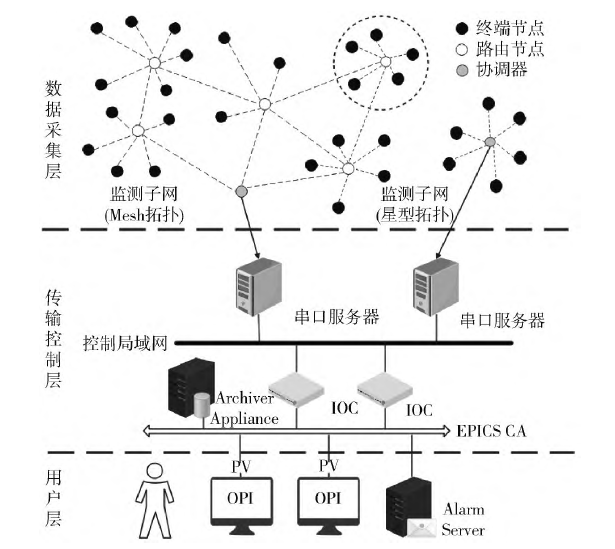 终端节点
路由节点
协调器
数据采集层
监测子网
(Mesh拓扑)
监测子网
(星型拓扑)
传输控制层
串口服务器
串口服务器
控制局域网
Archiver
Appliance
IOC
IOC
EPICS CA
用户层
PV
PV
OPI
OPI
Alarm
Server